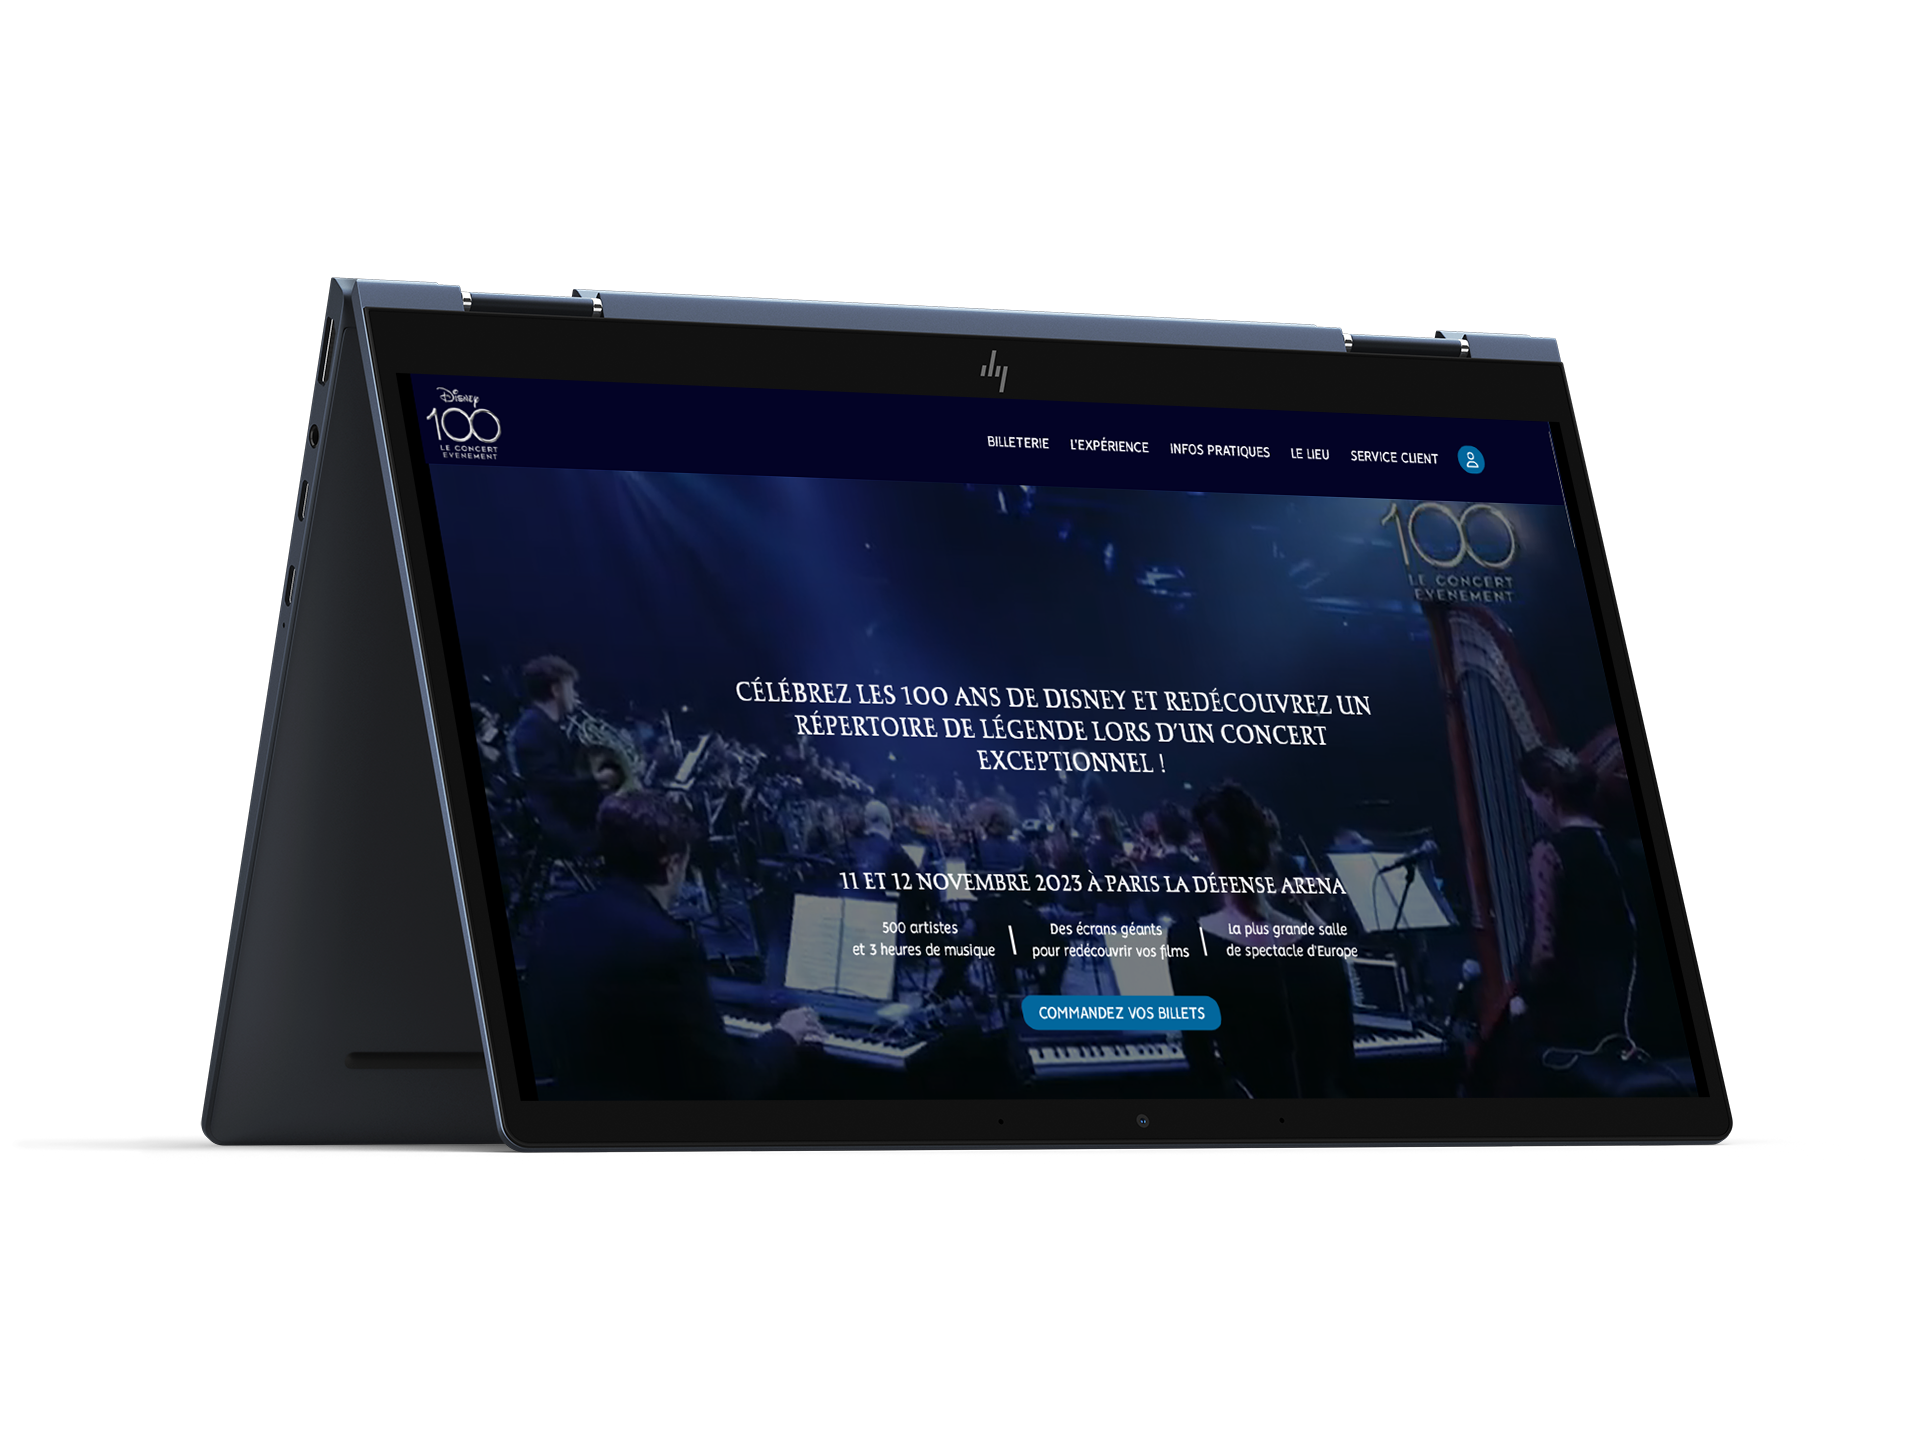 Disney
100
LE CONCERT
EVENEMENT
BILLETERIE
L'EXPÉRIENCE
INFOS PRATIQUES
LE LIEU
SERVICE CLIENT
100
LE CONCERT
EVENEMENT
CÉLÉBREZ LES 100 ANS DE DISNEY ET REDÉCOUVREZ UN
RÉPERTOIRE DE LÉGENDE LORS D'UN CONCERT
EXCEPTIONNEL !
11 ET 12 NOVEMBRE 2023 À PARIS LA DÉFENSE ARENA
500 artistes
et 3 heures de musique
Des écrans géants
pour redécouvrir vos films
La plus grande salle
de spectacle d'Europe
COMMANDEZ VOS BILLETS
hp